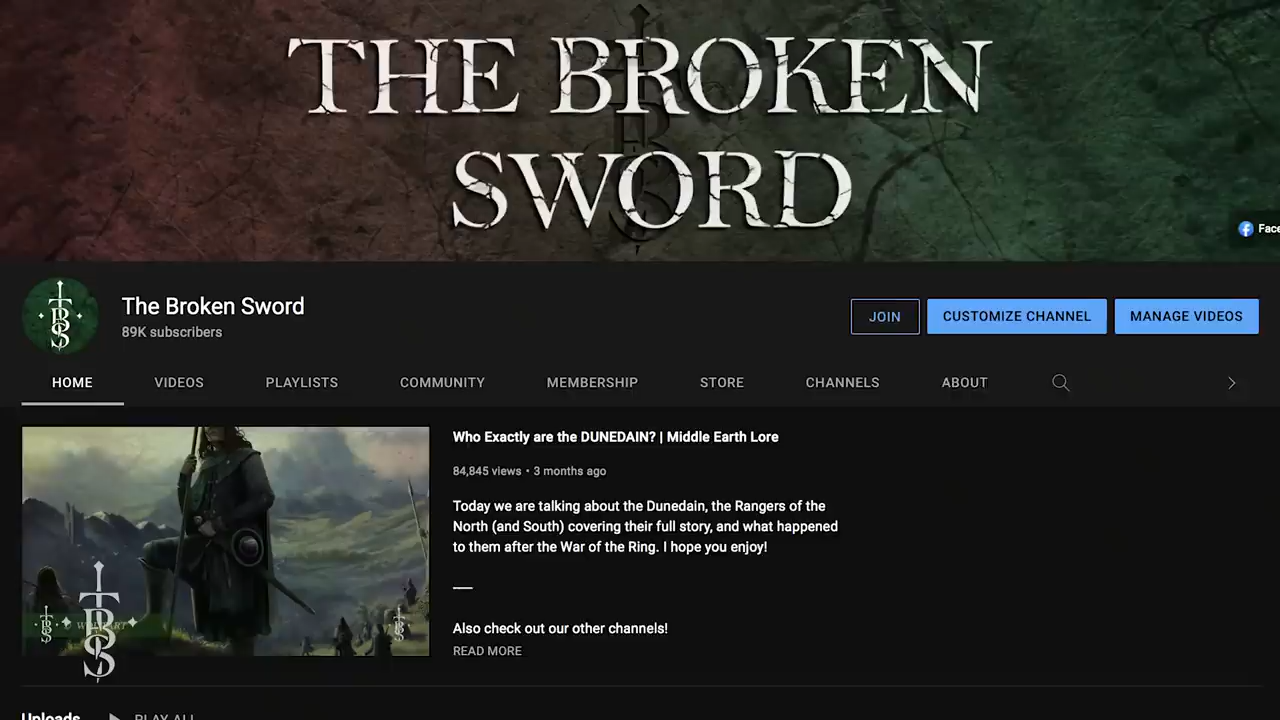 THE BROKEN
SWORD
Face
The Broken Sword
89K subscribers
JOIN
CUSTOMIZE CHANNEL
MANAGE VIDEOS
HOME
VIDEOS
PLAYLISTS
COMMUNITY
MEMBERSHIP
STORE
CHANNELS
ABOUT
Who Exactly are the DUNEDAIN? | Middle Earth Lore
84,845 views • 3 months ago
Today we are talking about the Dunedain, the Rangers of the
North (and South) covering their full story, and what happened
to them after the War of the Ring. I hope you enjoy!
Also check out our other channels!
READ MORE
Uploads
PLAY ALL